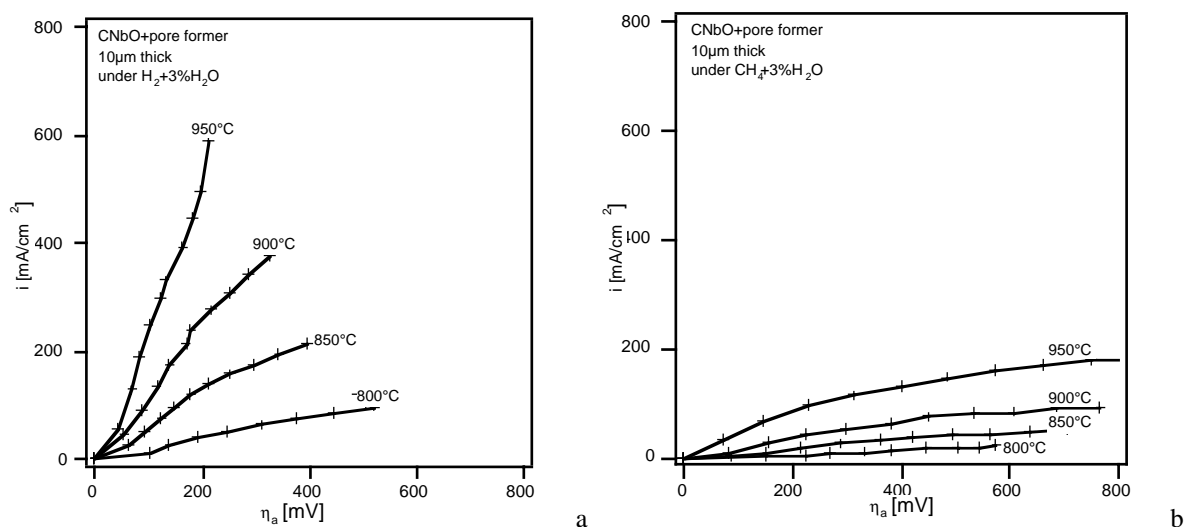 800
CNbO+pore former
10µm thick
under H2+3%H2O
950°C
600
900°C
400
850°C
200
800°C
0
0 200 400 600 800
i [mA/cm 2]
ηa [mV]
a
800
CNbO+pore former
10µm thick
under CH4+3%H2O
600
400
200
950°C
900°C
850°C
800°C
0
0 200 400 600 800
i [mA/cm 2]
ηa [mV]
b